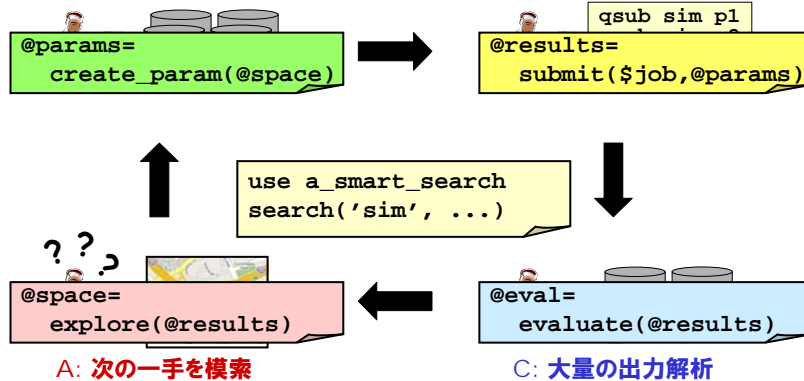 @params=
create_param(@space)
qsub sim p1
@results=
submit($job,@params)
use a_smart_search
search('sim', ...)
? ? ?
@space=
explore(@results)
@eval=
evaluate(@results)
A: 次の一手を模索
C: 大量の出力解析